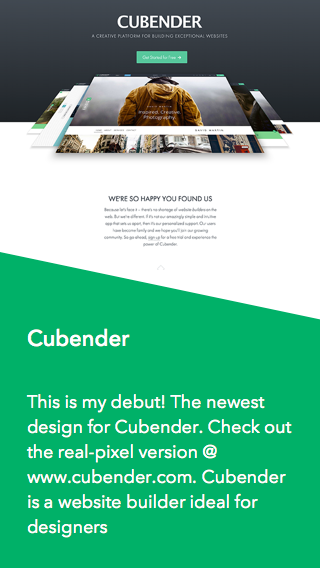 CUBENDER
A CREATIVE PLATFORM FOR BUILDING EXCEPTIONAL WEBSITES
Get Started for Free
Inspired, Creative
Photography.
DAVID MARTIN
WE'RE SO HAPPY YOU FOUND US
Because let's face it - there's no shortage of website builders on the
web. But we're different. If it's not our amazingly simple and intuitive
app that sets us apart, then it's our personalized support. Our users
have become family and we hope you'll join our growing
community. Go go ahead, sign up for a free trial and experience the
power of Cubender.
Cubender
This is my debut! The newest
design for Cubender. Check out
the real-pixel version @
www.cubender.com. Cubender
is a website builder ideal for
designers